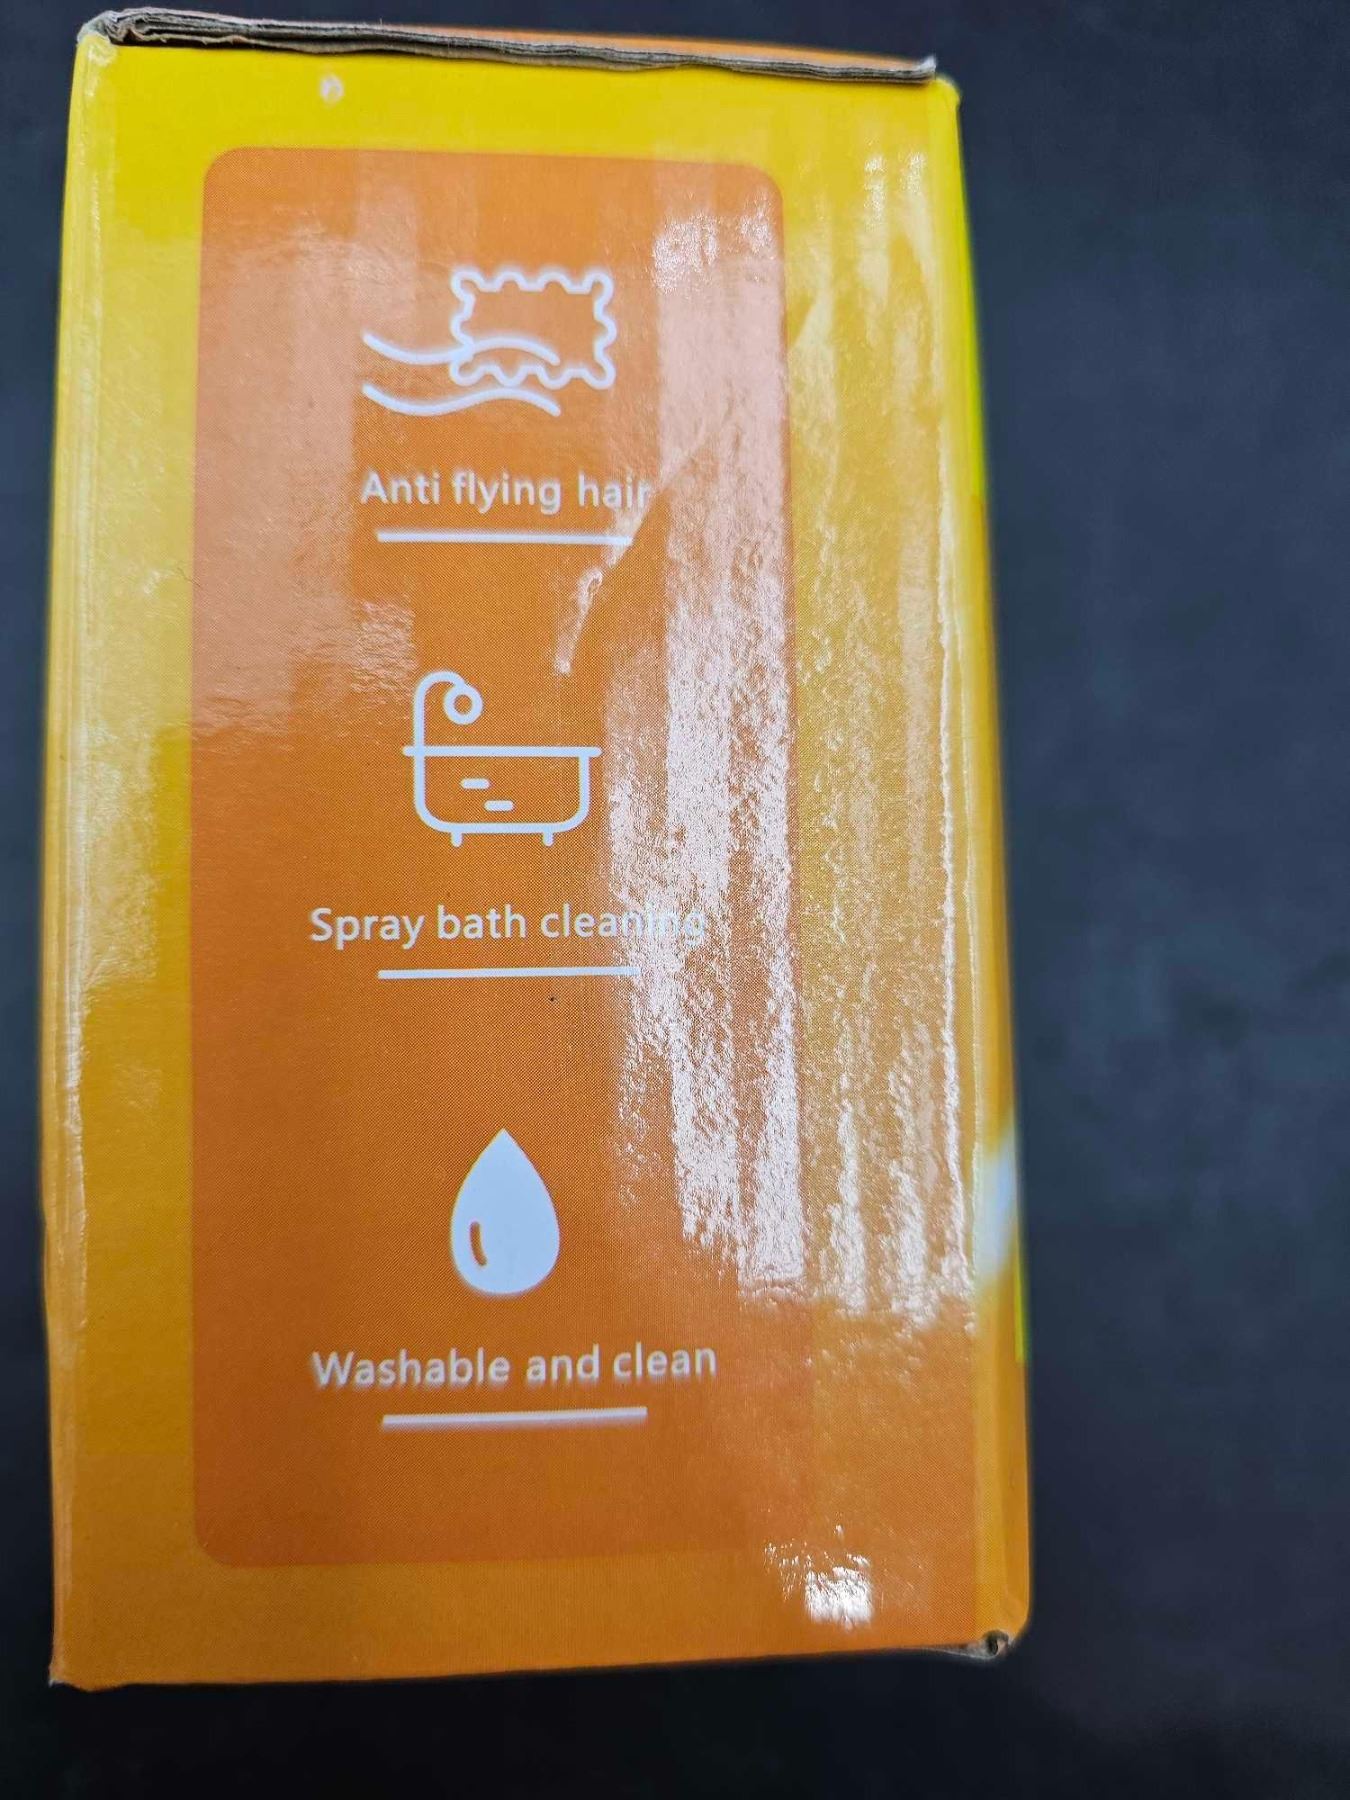 Anti flying hair
Spray bath cleaning
Washable and clean